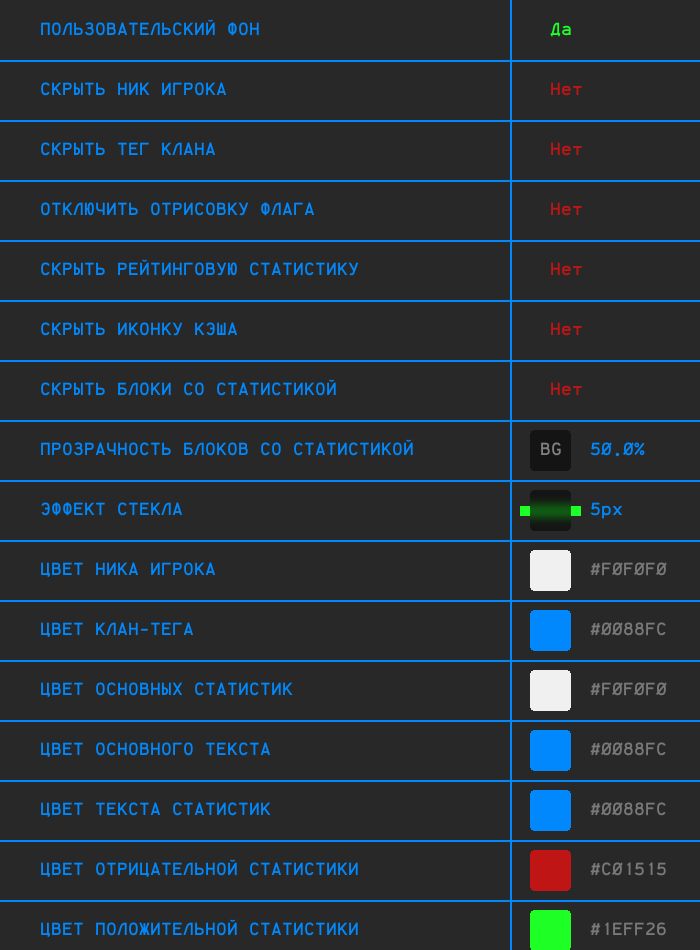 ПОЛЬЗОВАТЕЛЬСКИЙ ФОН Да
СКРЫТЬ НИК ИГРОКА Нет
СКРЫТЬ ТЕГ КЛАНА Нет
ОТКЛЮЧИТЬ ОТРИСОВКУ ФЛАГА Нет
СКРЫТЬ РЕЙТИНГОВУЮ СТАТИСТИКУ Нет
СКРЫТЬ ИКОНКУ КЭША Нет
СКРЫТЬ БЛОКИ СО СТАТИСТИКОЙ Нет
ПРОЗРАЧНОСТЬ БЛОКОВ СО СТАТИСТИКОЙ BG 50.0%
ЭФФЕКТ СТЕКЛА 5px
ЦВЕТ НИКА ИГРОКА #F0F0F0
ЦВЕТ КЛАН-ТЕГА #0088FC
ЦВЕТ ОСНОВНЫХ СТАТИСТИК #F0F0F0
ЦВЕТ ОСНОВНОГО ТЕКСТА #0088FC
ЦВЕТ ТЕКСТА СТАТИСТИК #0088FC
ЦВЕТ ОТРИЦАТЕЛЬНОЙ СТАТИСТИКИ #C01515
ЦВЕТ ПОЛОЖИТЕЛЬНОЙ СТАТИСТИКИ #1EFF26